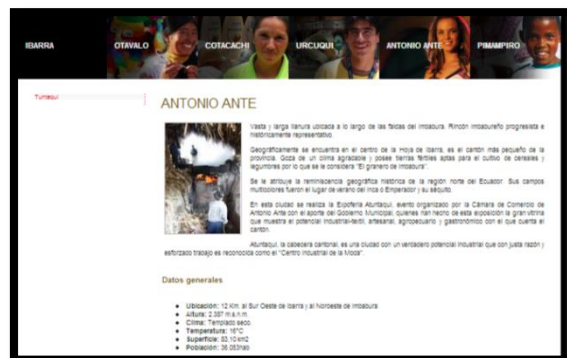 IBARRA OTAVALO COTACACHI URCUQUI ANTONIO ANTE PIMAMPIRO
Tumaqui
ANTONIO ANTE
Vasta y larga llanura ubicada a lo largo de las faldas del Imbabura. Rincón imbabureño progresista e
históricamente representativo.
Geográficamente se encuentra en el centro de la Hoja de Ibarra, es el cantón más pequeño de la
provincia. Goza de un clima agradable y posee tierras fértiles aptas para el cultivo de cereales y
legumbres por lo que se le considera "El granero de Imbabura".
Se le atribuye la reminiscencia geográfica histórica de la región norte del Ecuador. Sus campos
multicolores fueron el lugar de verano del Inca o Emperador y su séquito.
En esta ciudad se realiza la Expoferia Atuntaqui, evento organizado por la Cámara de Comercio de
Antonio Ante con el aporte del Gobierno Municipal, quienes han hecho de esta exposición la gran vitrina
que muestra el potencial industrial-textil, artesanal, agropecuario y gastronómico con el que cuenta el
cantón.
Atuntaqui, la cabecera cantonal, es una ciudad con un verdadero potencial industrial que con justa razón y
esforzado trabajo es reconocida como el "Centro Industrial de la Moda".
Datos generales
Ubicación: 12 Km. al Sur Oeste de Ibarra y al Noroeste de Imbabura
Altura: 2.387 m.s.n.m.
Clima: Templado seco.
Temperatura: 16°C
Superficie: 83,10 km2
Población: 36.053hab